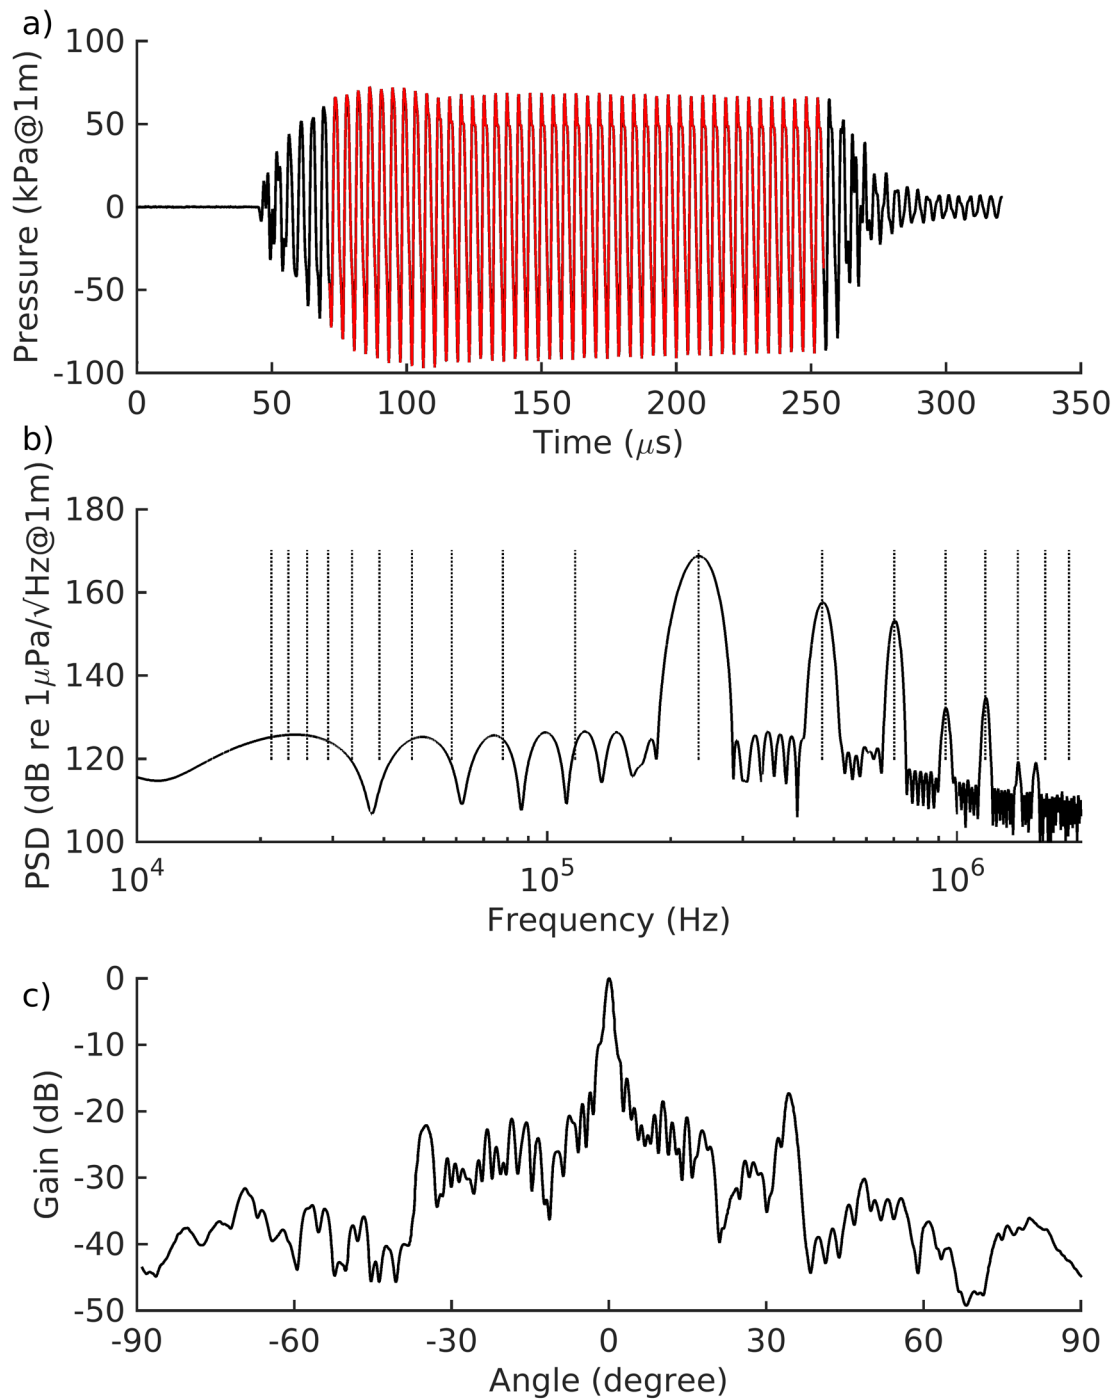 a)
Pressure (kPa@1m)
100
50
0
-50
-100
0 50 100 150 200 250 300 350
Time (μs)
b)
PSD (dB re 1μPa/√Hz@1m)
180
160
140
120
100
10^4 10^5 10^6
Frequency (Hz)
c)
Gain (dB)
0
-10
-20
-30
-40
-50
-90 -60 -30 0 30 60 90
Angle (degree)